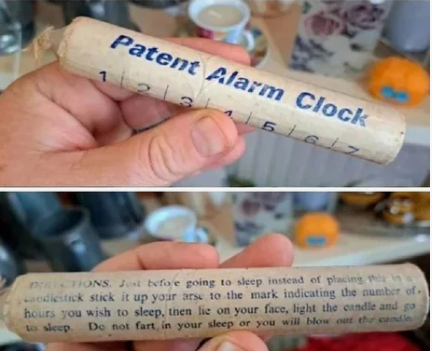 Patent Alarm Clock
1 | 2 | 3 | 4 | 5 | 6 | 7
DIRECTIONS. Just before going to sleep instead of placing this in a
candlestick stick it up your arse to the mark indicating the number of
hours you wish to sleep, then lie on your face, light the candle and go
to sleep. Do not fart in your sleep or you will blow out the candle.